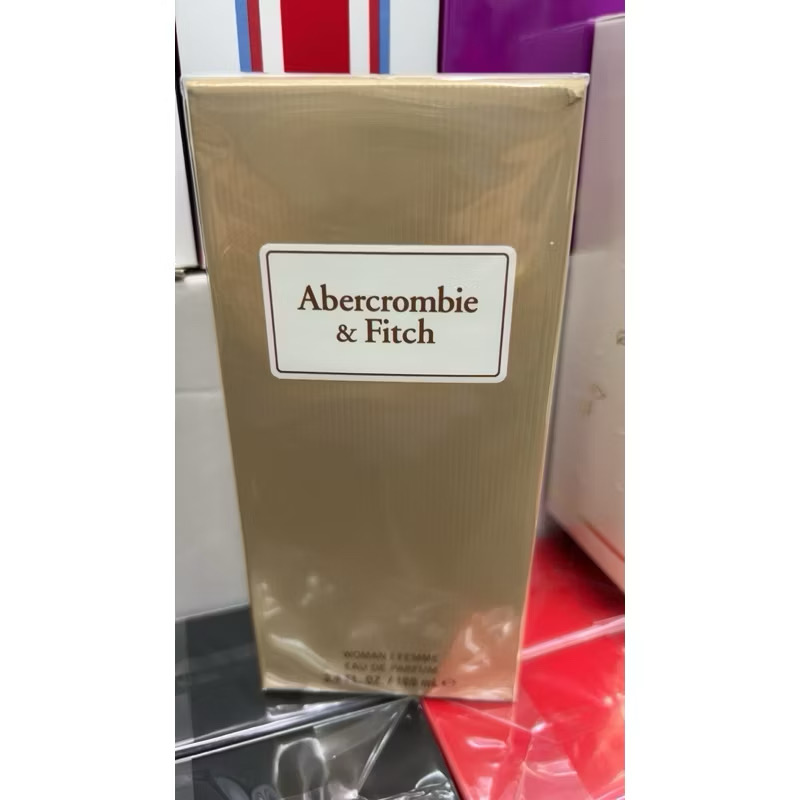 Abercrombie
& Fitch
WOMAN | FEMME
EAU DE PARFUM